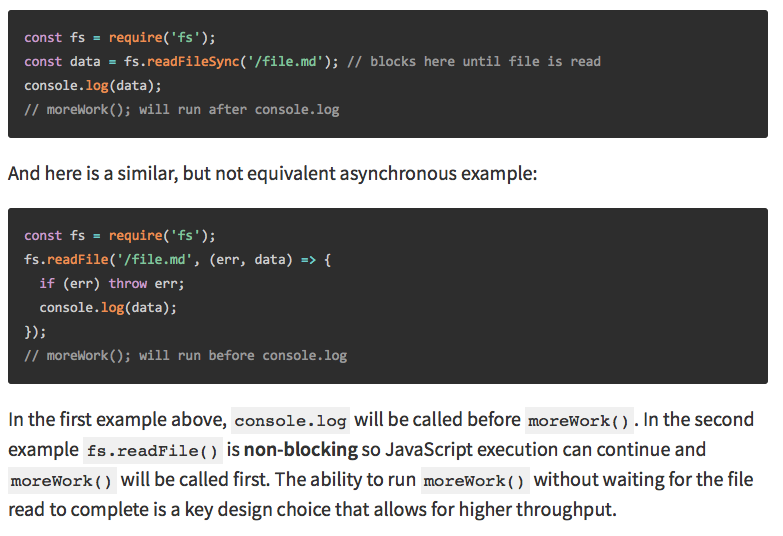 const fs = require('fs');
const data = fs.readFileSync('/file.md'); // blocks here until file is read
console.log(data);
// moreWork(); will run after console.log
And here is a similar, but not equivalent asynchronous example:
const fs = require('fs');
fs.readFile('/file.md', (err, data) => {
  if (err) throw err;
  console.log(data);
});
// moreWork(); will run before console.log
In the first example above, console.log will be called before moreWork(). In the second
example fs.readFile() is non-blocking so JavaScript execution can continue and
moreWork() will be called first. The ability to run moreWork() without waiting for the file
read to complete is a key design choice that allows for higher throughput.